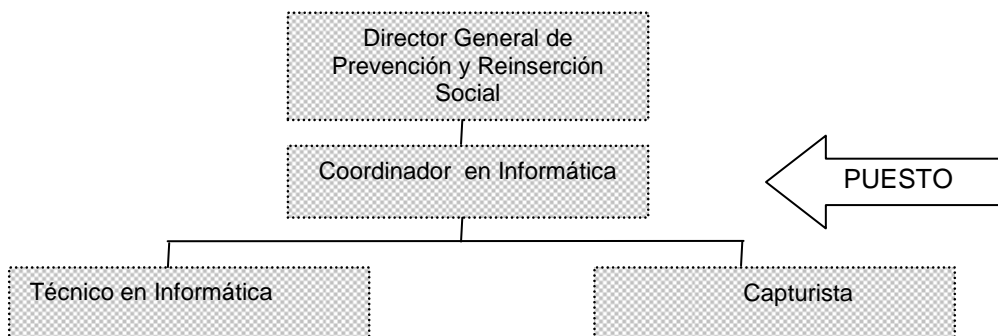 Director General de
Prevención y Reinserción
Social
Coordinador en Informática
PUESTO
Técnico en Informática
Capturista